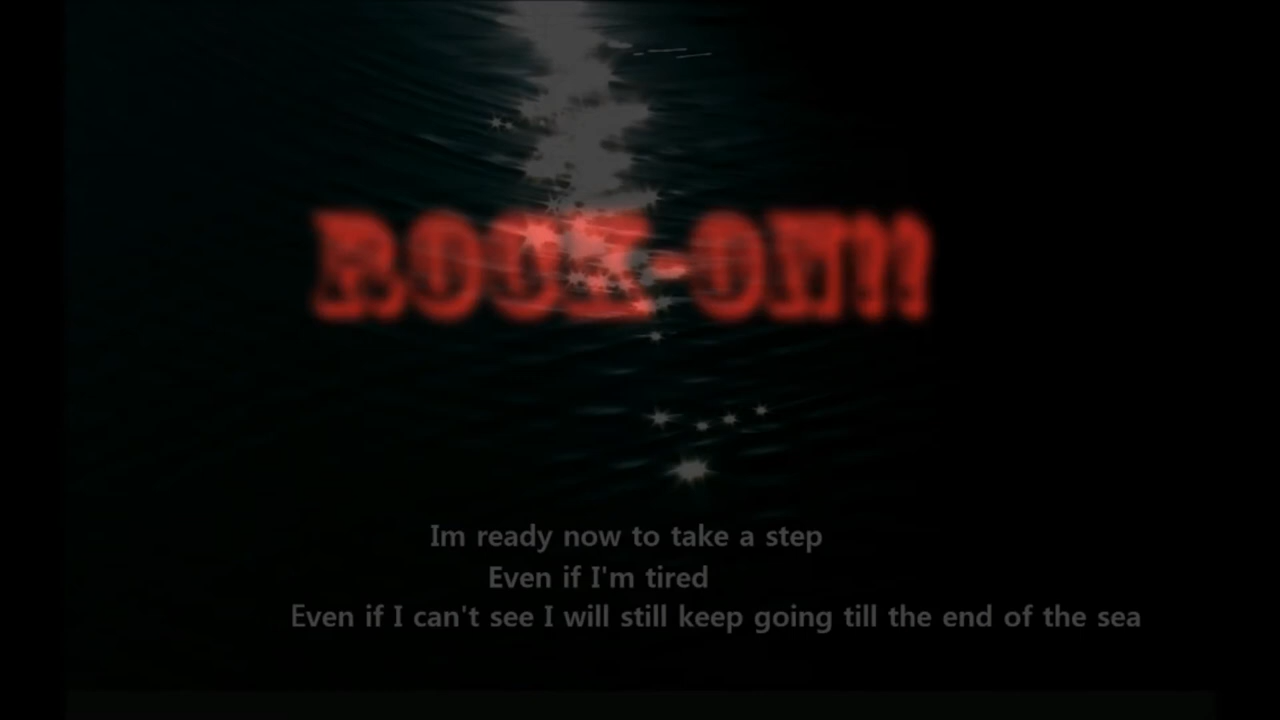 ROCK-ON!!
Im ready now to take a step
Even if I'm tired
Even if I can't see I will still keep going till the end of the sea